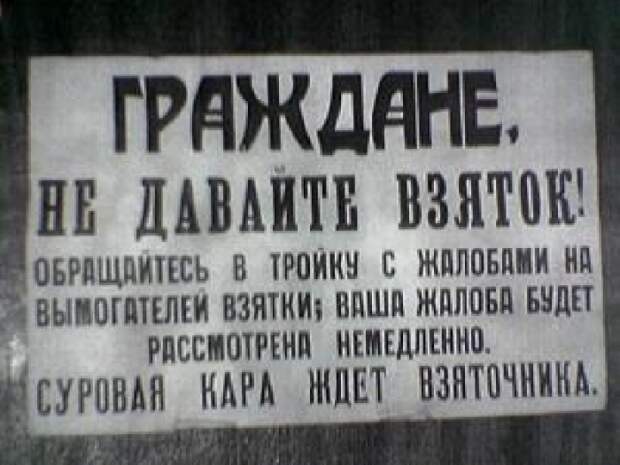 ГРАЖДАНЕ,
НЕ ДАВАЙТЕ ВЗЯТОК!
ОБРАЩАЙТЕСЬ В ТРОЙКУ С ЖАЛОБАМИ НА
ВЫМОГАТЕЛЕЙ ВЗЯТКИ; ВАША ЖАЛОБА БУДЕТ
РАССМОТРЕНА НЕМЕДЛЕННО.
СУРОВАЯ КАРА ЖДЕТ ВЗЯТОЧНИКА.